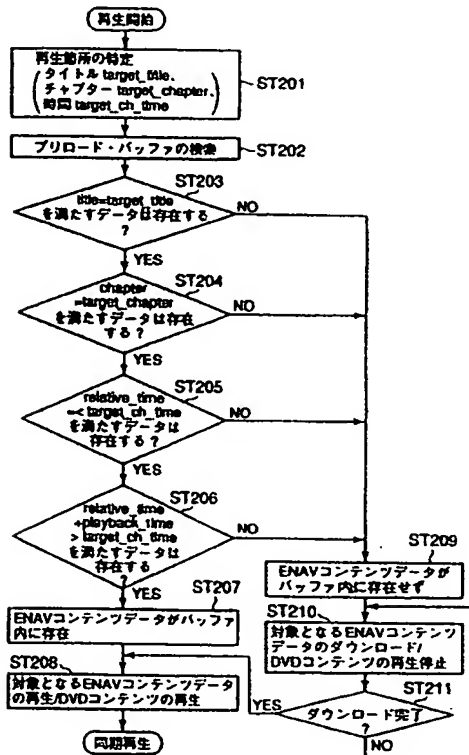 再生開始
再生箇所の特定
タイトル target_title、
チャプター target_chapter、
時間 target_ch_time
ST201
プリロード・バッファの検索
ST202
ST203
title=target_title
を満たすデータは存在する
?
NO
YES
ST204
chapter
=target_chapter
を満たすデータは存在
する?
NO
YES
ST205
relative_time
=<target_ch_time
を満たすデータは
存在する?
NO
YES
ST206
relative_time
+playback_time
>target_ch_time
を満たすデータは
存在する
?
NO
YES
ST207
ENAVコンテンツデータがバッファ
内に存在
ST208
対象となるENAVコンテンツデータ
の再生/DVDコンテンツの再生
同期再生
ST209
ENAVコンテンツデータが
バッファ内に存在せず
ST210
対象となるENAVコンテンツ
データのダウンロード/
DVDコンテンツの再生停止
ST211
YES
ダウンロード完了
?
NO